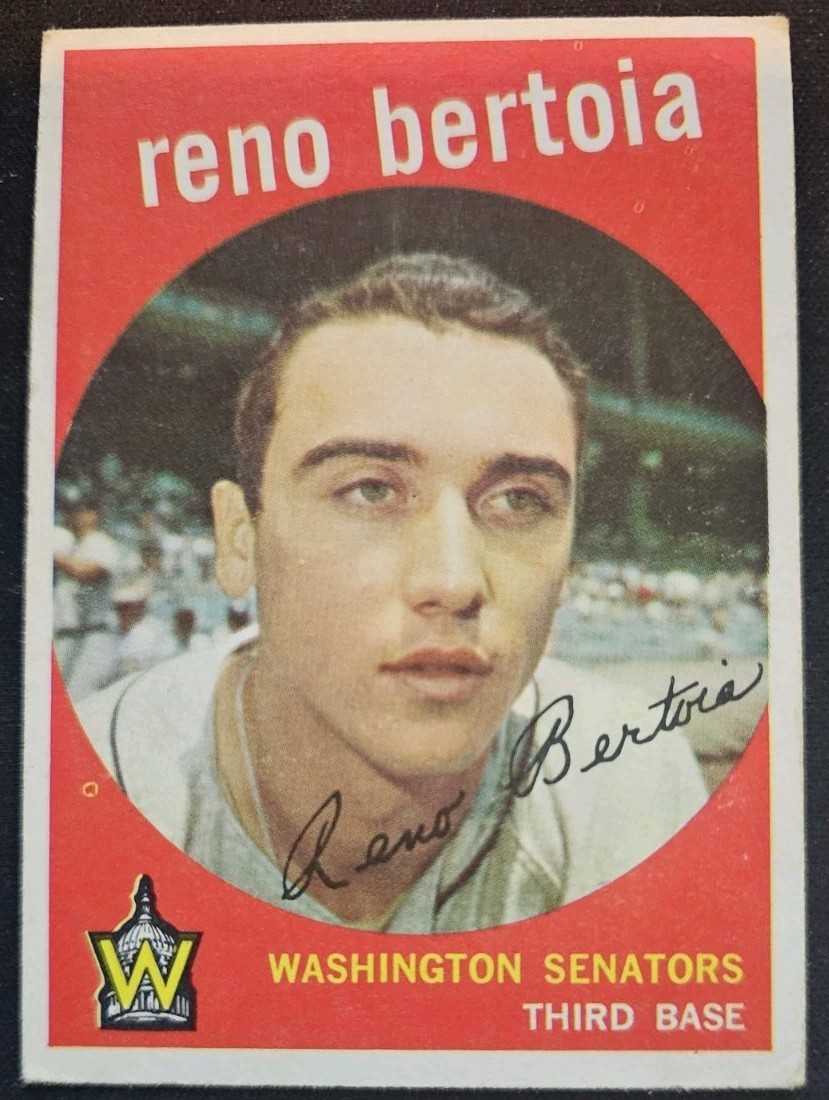 reno bertoia
Reno Bertoia
W
WASHINGTON SENATORS
THIRD BASE